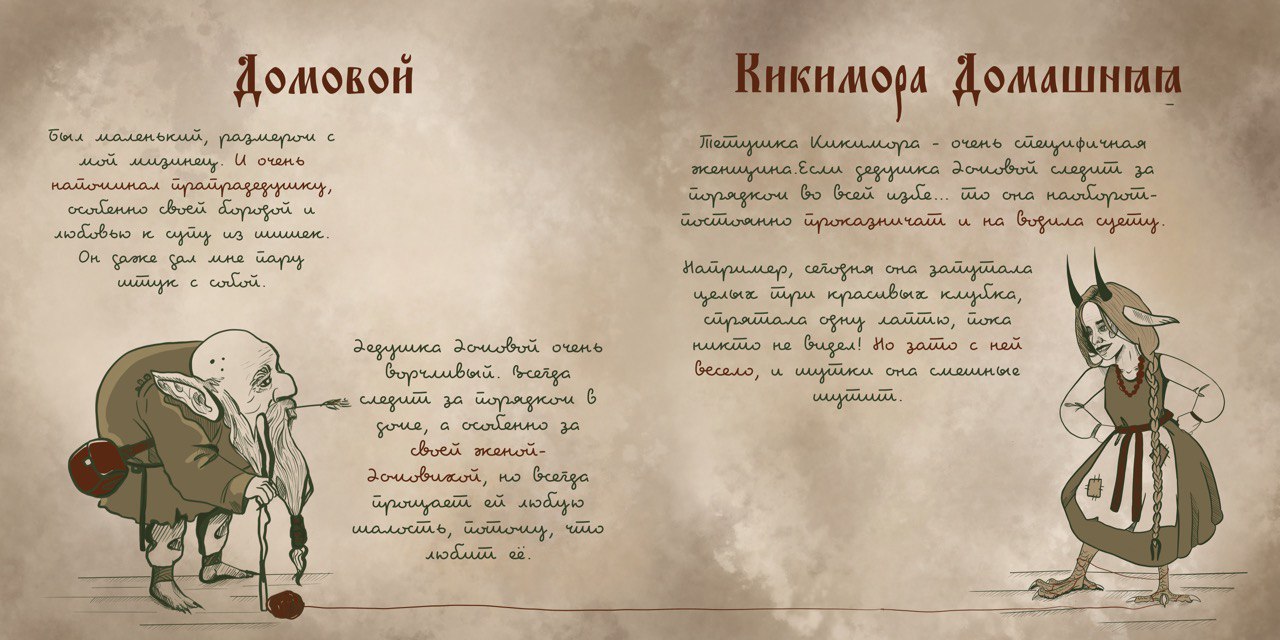 Домовой
Был маленький, размером с
мой мизинец. И очень
напоминал прапрадедушку,
особенно своей бородой и
любовью к супу из шишек.
Он даже дал мне пару
штук с собой.
Дедушка Домовой очень
ворчливый. Всегда
следит за порядком в
доме, а особенно за
своей женой-
Домовихой, но всегда
прощает ей любую
шалость, потому, что
любит её.
Кикимора Домашняя
Тетушка Кикимора - очень специфичная
женщина.Если дедушка Домовой следит за
порядком во всей избе... то она наоборот-
постоянно проказничат и на водила суету.
Например, сегодня она запутала
целых три красивых клубка,
спрятала одну лаптю, пока
никто не видел! Но зато с ней
весело, и шутки она смешные
шутит.